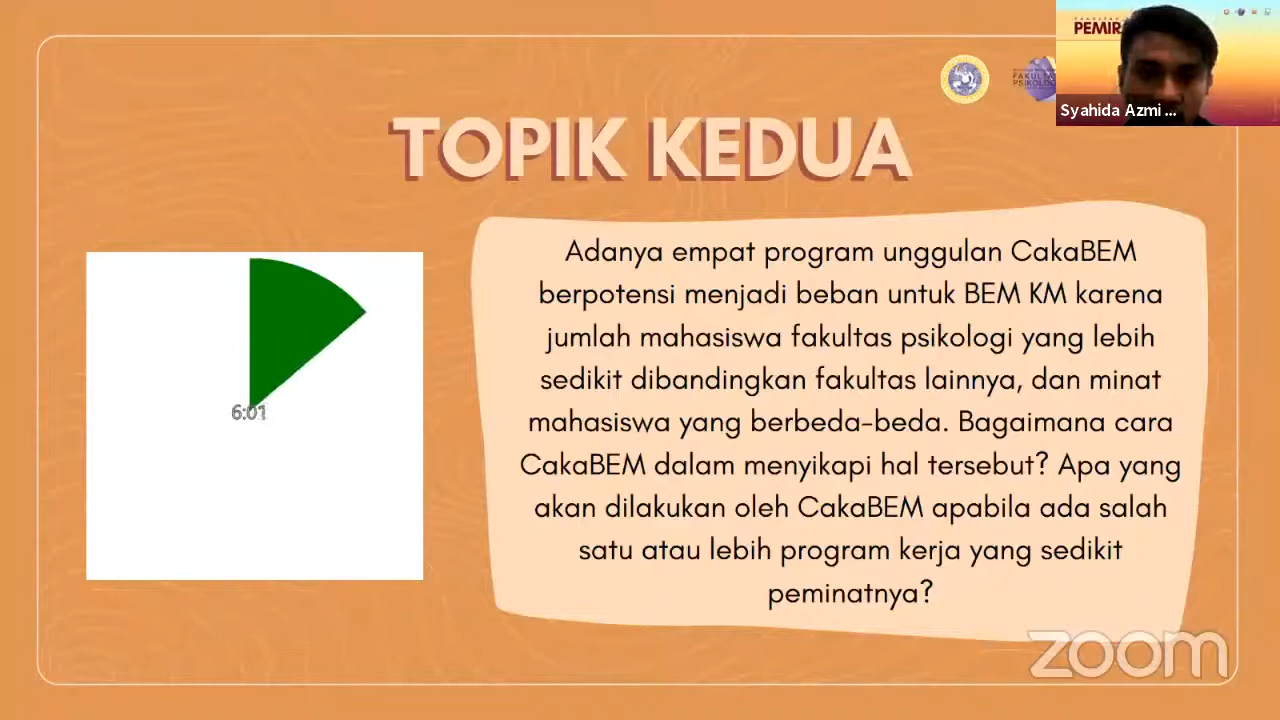 PEMIR
FAKULTAS
PSIKOLOGI
Syahida Azmi ...
TOPIK KEDUA
6:01
Adanya empat program unggulan CakaBEM
berpotensi menjadi beban untuk BEM KM karena
jumlah mahasiswa fakultas psikologi yang lebih
sedikit dibandingkan fakultas lainnya, dan minat
mahasiswa yang berbeda-beda. Bagaimana cara
CakaBEM dalam menyikapi hal tersebut? Apa yang
akan dilakukan oleh CakaBEM apabila ada salah
satu atau lebih program kerja yang sedikit
peminatnya?
zoom